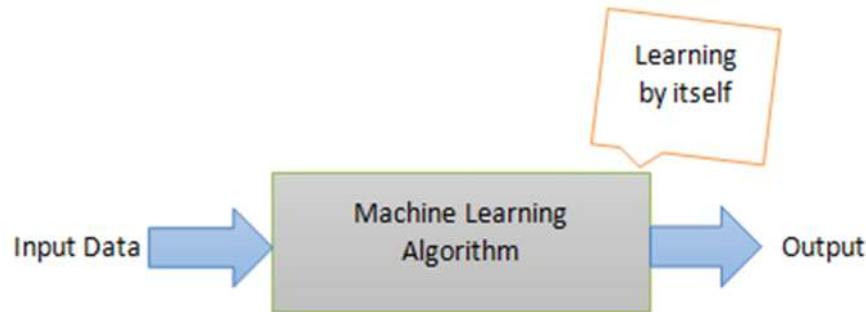 Learning
by itself
Input Data
Machine Learning
Algorithm
Output